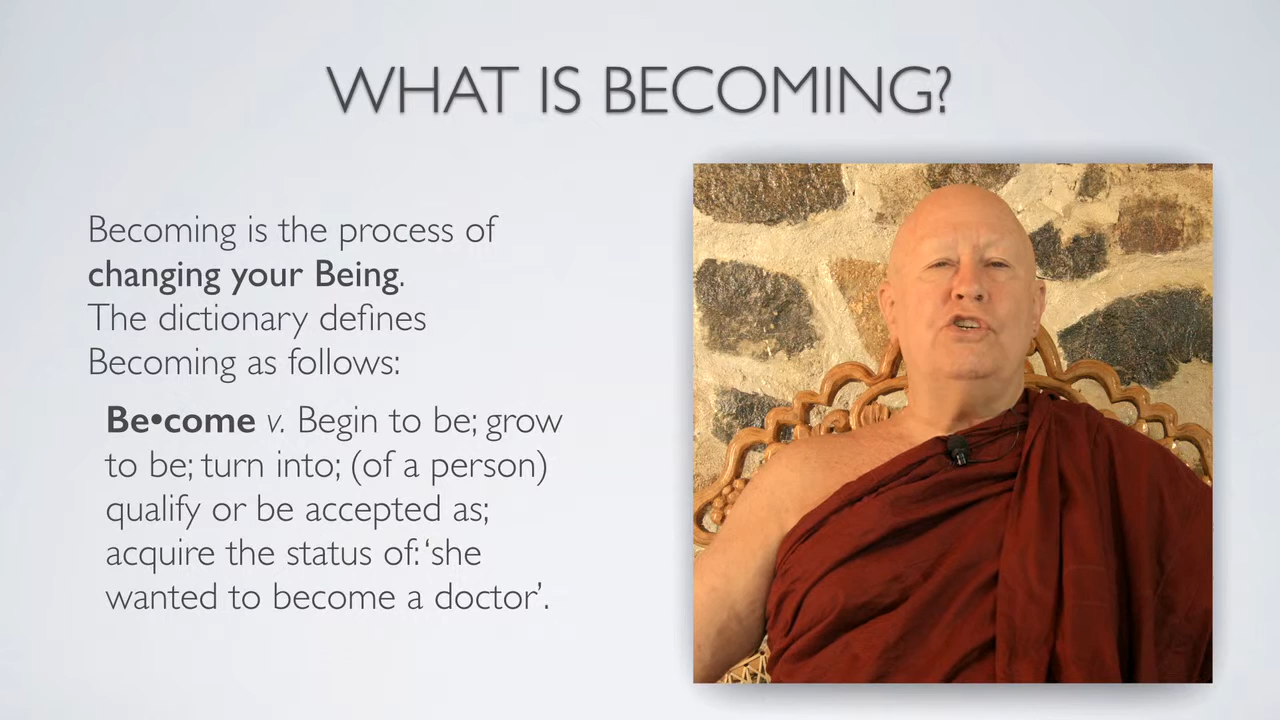 WHAT IS BECOMING?
Becoming is the process of
changing your Being.
The dictionary defines
Becoming as follows:
Be•come v. Begin to be; grow
to be; turn into; (of a person)
qualify or be accepted as;
acquire the status of: ‘she
wanted to become a doctor’.